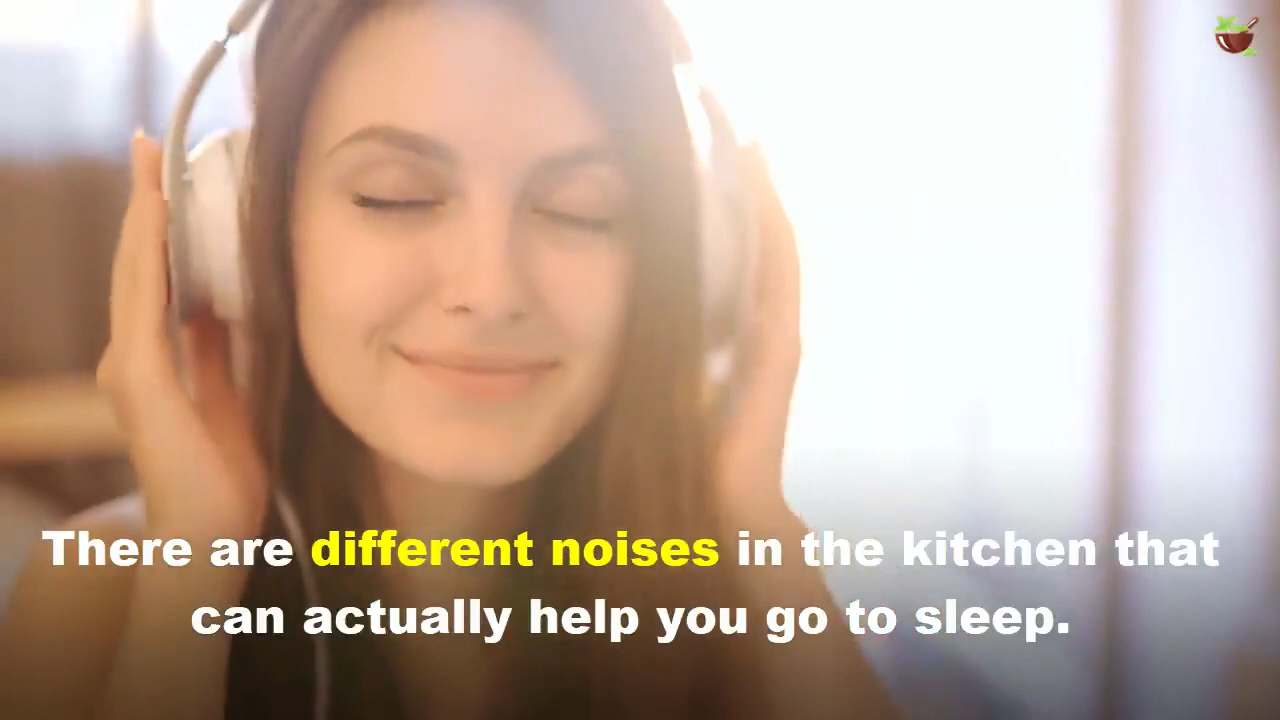 There are different noises in the kitchen that
can actually help you go to sleep.